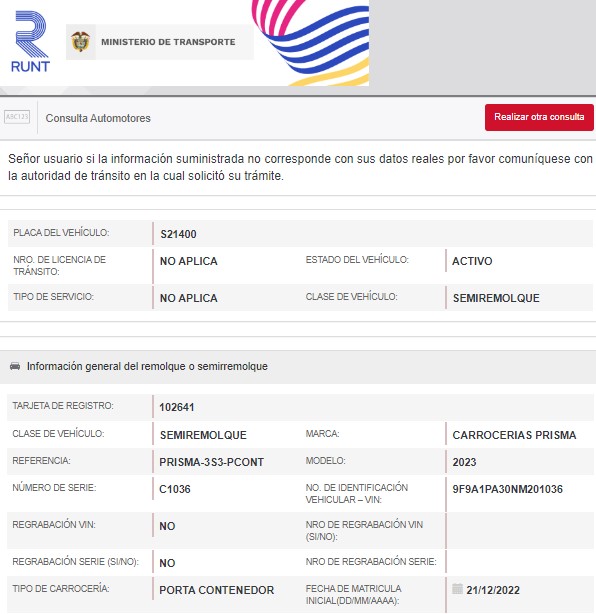 RUNT
MINISTERIO DE TRANSPORTE
ABC123
Consulta Automotores
Realizar otra consulta
Señor usuario si la información suministrada no corresponde con sus datos reales por favor comuníquese con
la autoridad de tránsito en la cual solicitó su trámite.
PLACA DEL VEHÍCULO: S21400
NRO. DE LICENCIA DE TRÁNSITO: NO APLICA ESTADO DEL VEHÍCULO: ACTIVO
TIPO DE SERVICIO: NO APLICA CLASE DE VEHÍCULO: SEMIREMOLQUE
Información general del remolque o semirremolque
TARJETA DE REGISTRO: 102641
CLASE DE VEHÍCULO: SEMIREMOLQUE MARCA: CARROCERIAS PRISMA
REFERENCIA: PRISMA-3S3-PCONT MODELO: 2023
NÚMERO DE SERIE: C1036 NO. DE IDENTIFICACIÓN VEHICULAR – VIN: 9F9A1PA30NM201036
REGRABACIÓN VIN: NO NRO DE REGRABACIÓN VIN (SI/NO):
REGRABACIÓN SERIE (SI/NO): NO NRO DE REGRABACIÓN SERIE:
TIPO DE CARROCERÍA: PORTA CONTENEDOR FECHA DE MATRICULA INICIAL(DD/MM/AAAA): 21/12/2022